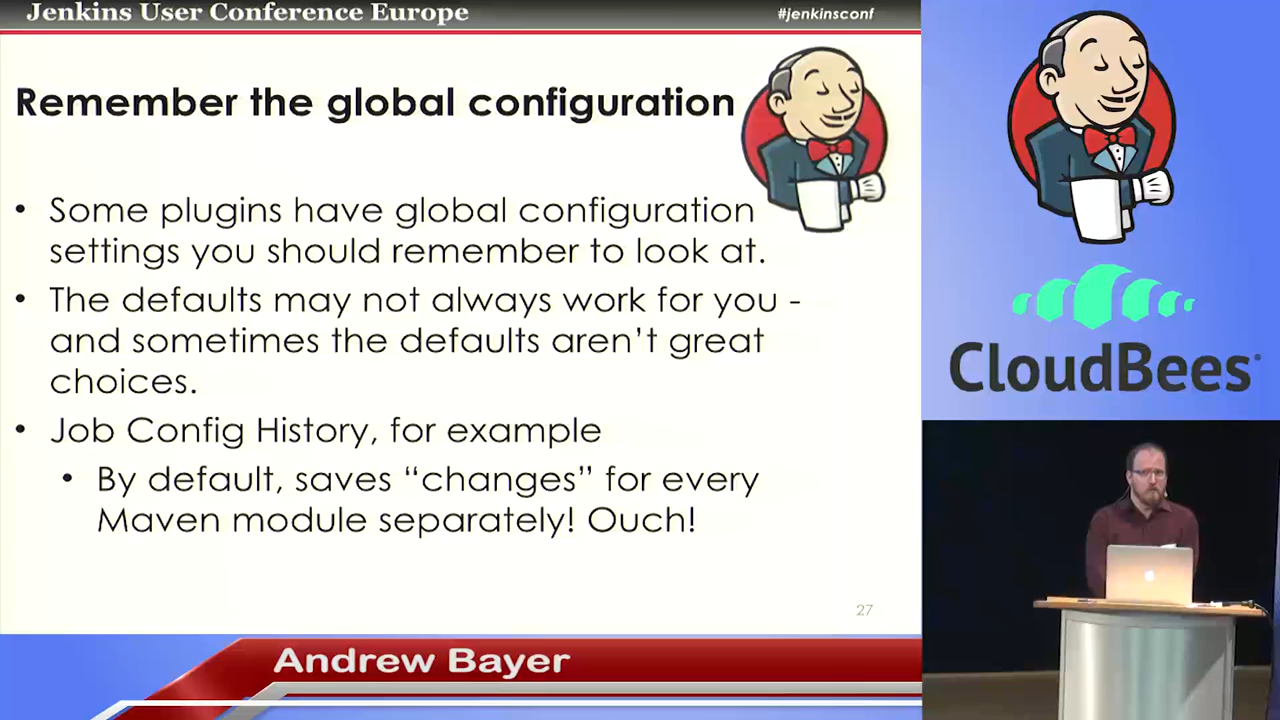 Jenkins User Conference Europe
#jenkinsconf
Remember the global configuration
• Some plugins have global configuration
settings you should remember to look at.
• The defaults may not always work for you -
and sometimes the defaults aren’t great
choices.
• Job Config History, for example
• By default, saves “changes” for every
Maven module separately! Ouch!
27
Andrew Bayer
CloudBees